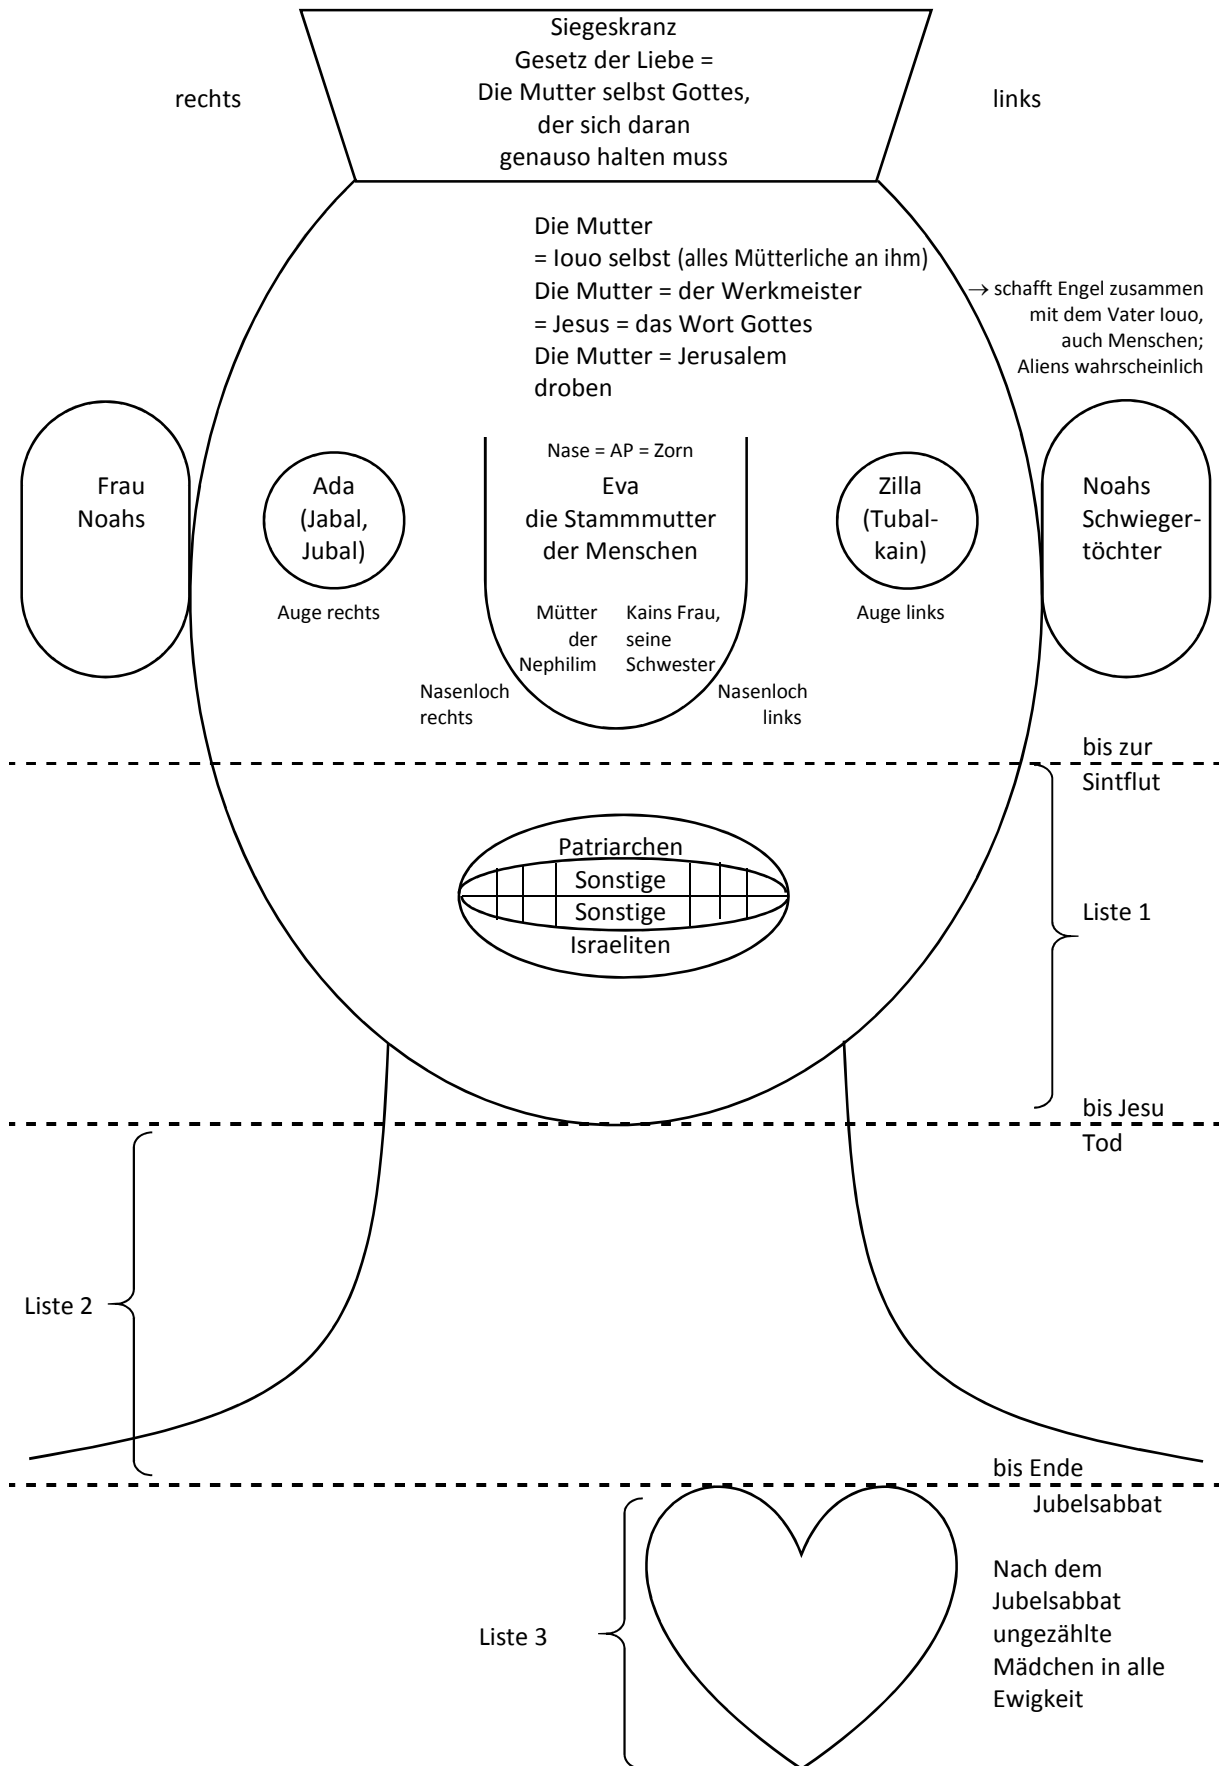 Siegeskranz
Gesetz der Liebe =
Die Mutter selbst Gottes,
der sich daran
genauso halten muss
rechts
links
Die Mutter
= Iouo selbst (alles Mütterliche an ihm)
Die Mutter = der Werkmeister
= Jesus = das Wort Gottes
Die Mutter = Jerusalem
droben
→ schafft Engel zusammen
mit dem Vater Iouo,
auch Menschen;
Aliens wahrscheinlich
Frau
Noahs
Ada
(Jabal,
Jubal)
Auge rechts
Nase = AP = Zorn
Eva
die Stammmutter
der Menschen
Mütter
der
Nephilim
Kains Frau,
seine
Schwester
Nasenloch
rechts
Nasenloch
links
Zilla
(Tubal-
kain)
Auge links
Noahs
Schwieger-
töchter
bis zur
Sintflut
Patriarchen
Sonstige
Sonstige
Israeliten
Liste 1
bis Jesu
Tod
Liste 2
bis Ende
Jubelsabbat
Liste 3
Nach dem
Jubelsabbat
ungezählte
Mädchen in alle
Ewigkeit